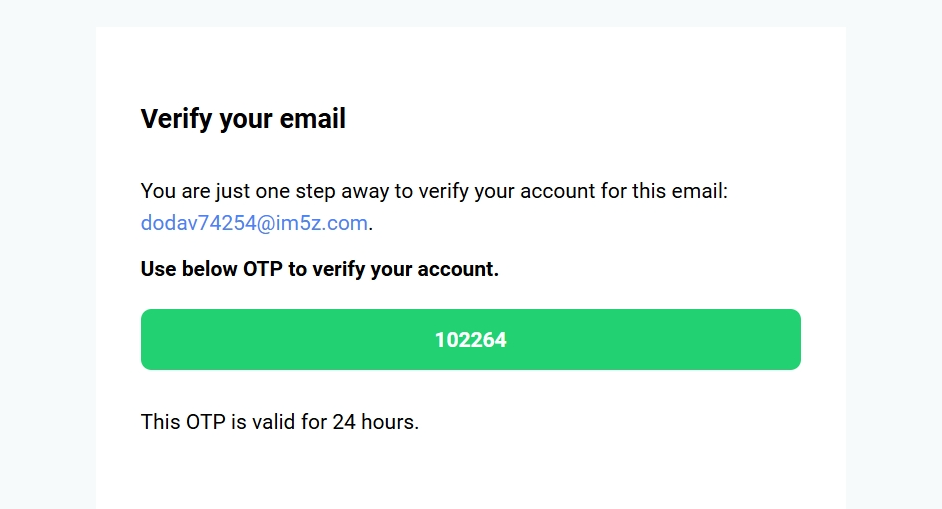 Verify your email
You are just one step away to verify your account for this email:
dodav74254@im5z.com.
Use below OTP to verify your account.
102264
This OTP is valid for 24 hours.